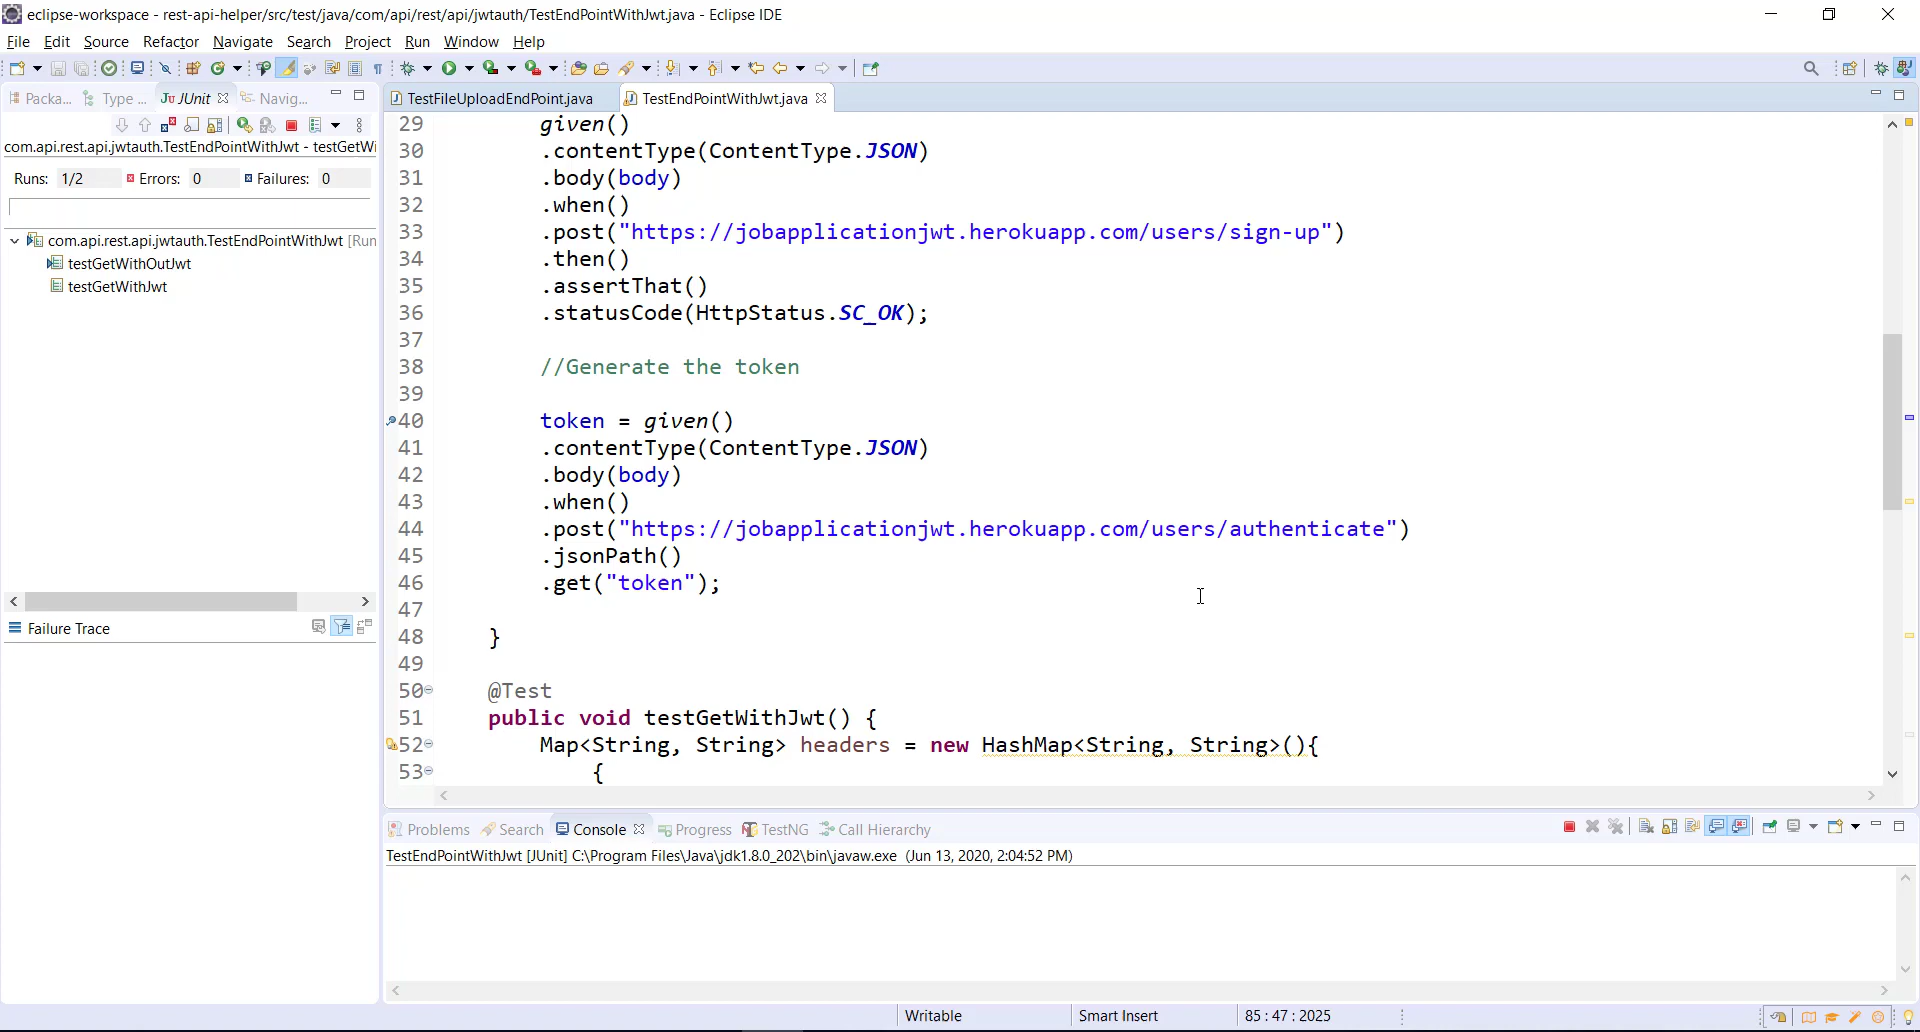 eclipse-workspace - rest-api-helper/src/test/java/com/api/rest/api/jwtauth/TestEndPointWithJwt.java - Eclipse IDE
File Edit Source Refactor Navigate Search Project Run Window Help
Packa... Type ... JUnit Navig...
TestFileUploadEndPoint.java TestEndPointWithJwt.java
com.api.rest.api.jwtauth.TestEndPointWithJwt - testGetWi
Runs: 1/2 Errors: 0 Failures: 0
com.api.rest.api.jwtauth.TestEndPointWithJwt [Run
testGetWithOutJwt
testGetWithJwt
Failure Trace
29 given()
30 .contentType(ContentType.JSON)
31 .body(body)
32 .when()
33 .post("https://jobapplicationjwt.herokuapp.com/users/sign-up")
34 .then()
35 .assertThat()
36 .statusCode(HttpStatus.SC_OK);
37
38 //Generate the token
39
40 token = given()
41 .contentType(ContentType.JSON)
42 .body(body)
43 .when()
44 .post("https://jobapplicationjwt.herokuapp.com/users/authenticate")
45 .jsonPath()
46 .get("token");
47
48 }
49
50 @Test
51 public void testGetWithJwt() {
52 Map<String, String> headers = new HashMap<String, String>(){
53 {
Problems Search Console Progress TestNG Call Hierarchy
TestEndPointWithJwt [JUnit] C:\Program Files\Java\jdk1.8.0_202\bin\javaw.exe (Jun 13, 2020, 2:04:52 PM)
Writable Smart Insert 85 : 47 : 2025